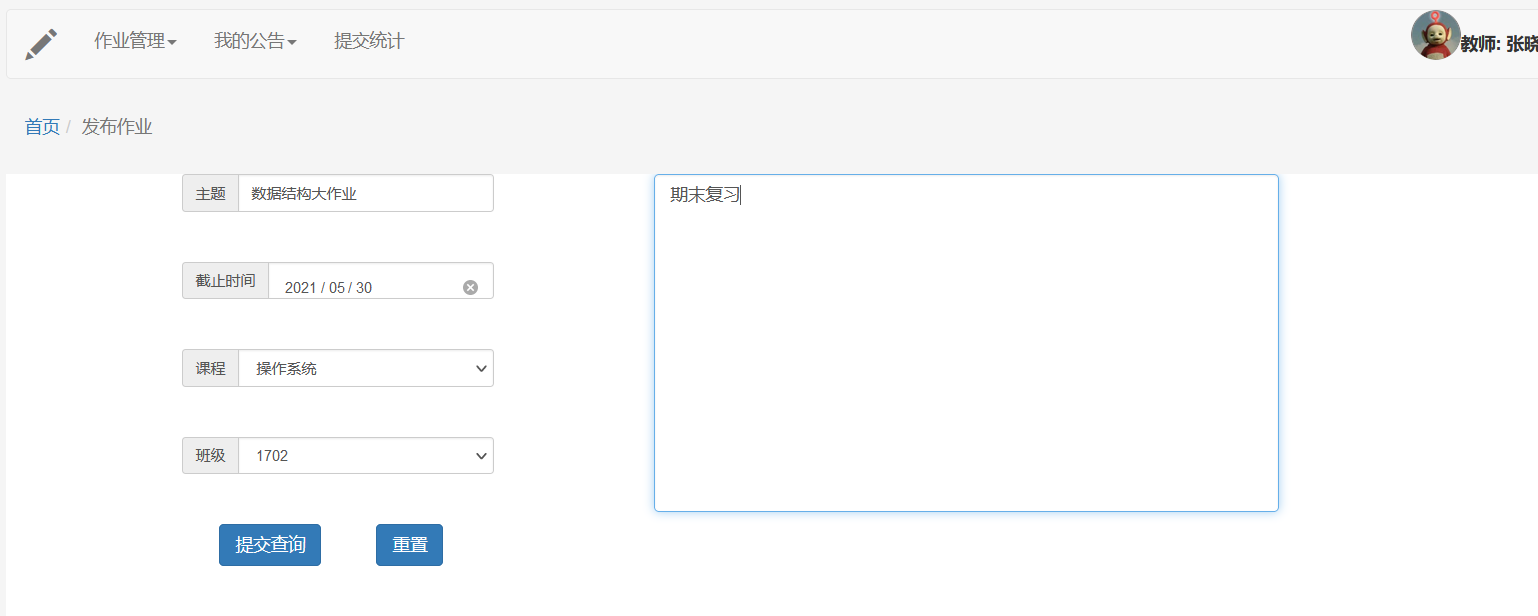 作业管理 我的公告 提交统计 教师: 张晓
首页 / 发布作业
主题 数据结构大作业
期末复习
截止时间 2021 / 05 / 30
课程 操作系统
班级 1702
提交查询 重置